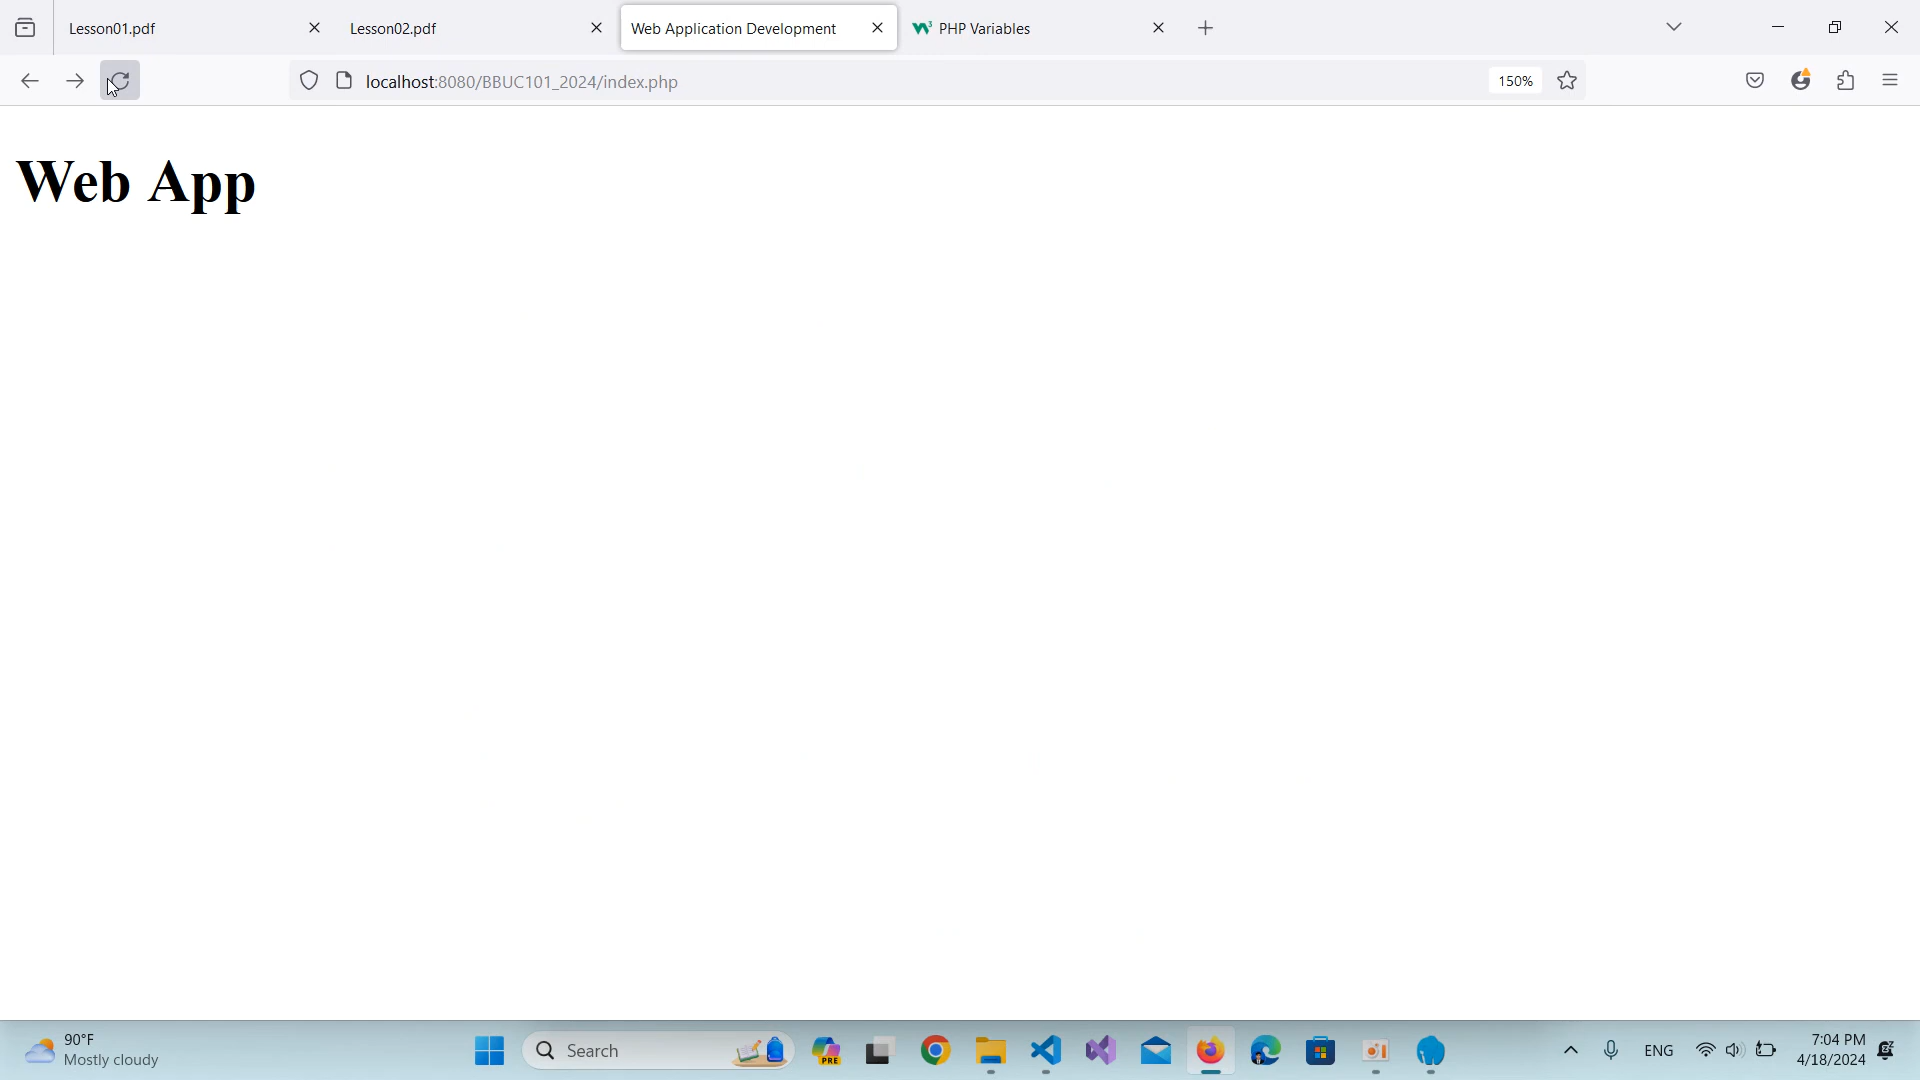 Lesson01.pdf
Lesson02.pdf
Web Application Development
PHP Variables
localhost:8080/BBUC101_2024/index.php
150%
Web App
90°F
Mostly cloudy
Search
PRE
ENG
7:04 PM
4/18/2024